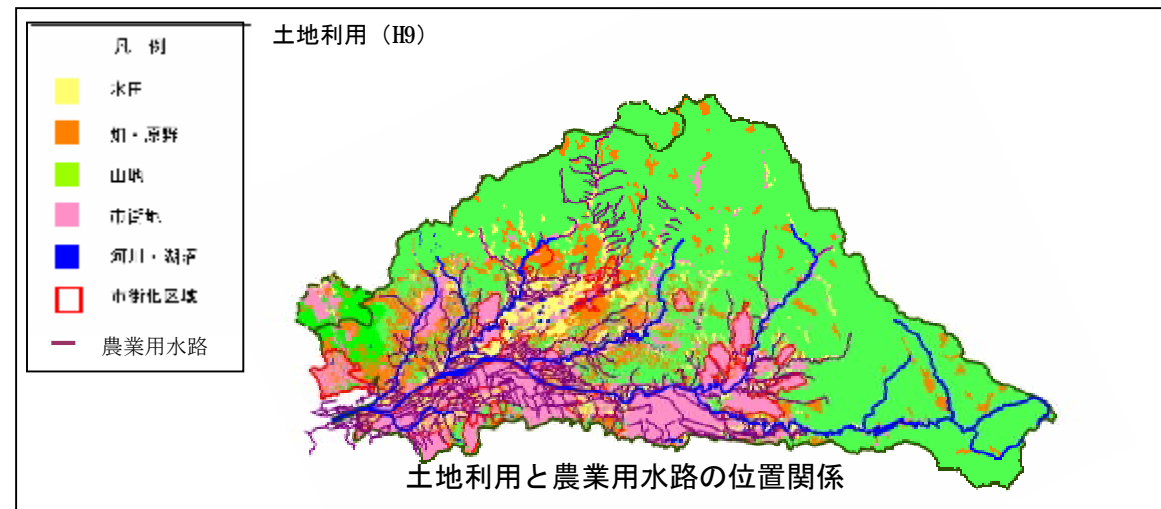 土地利用（H9）
凡 例
水田
畑・原野
山地
市街地
河川・湖沼
市街化区域
農業用水路
土地利用と農業用水路の位置関係